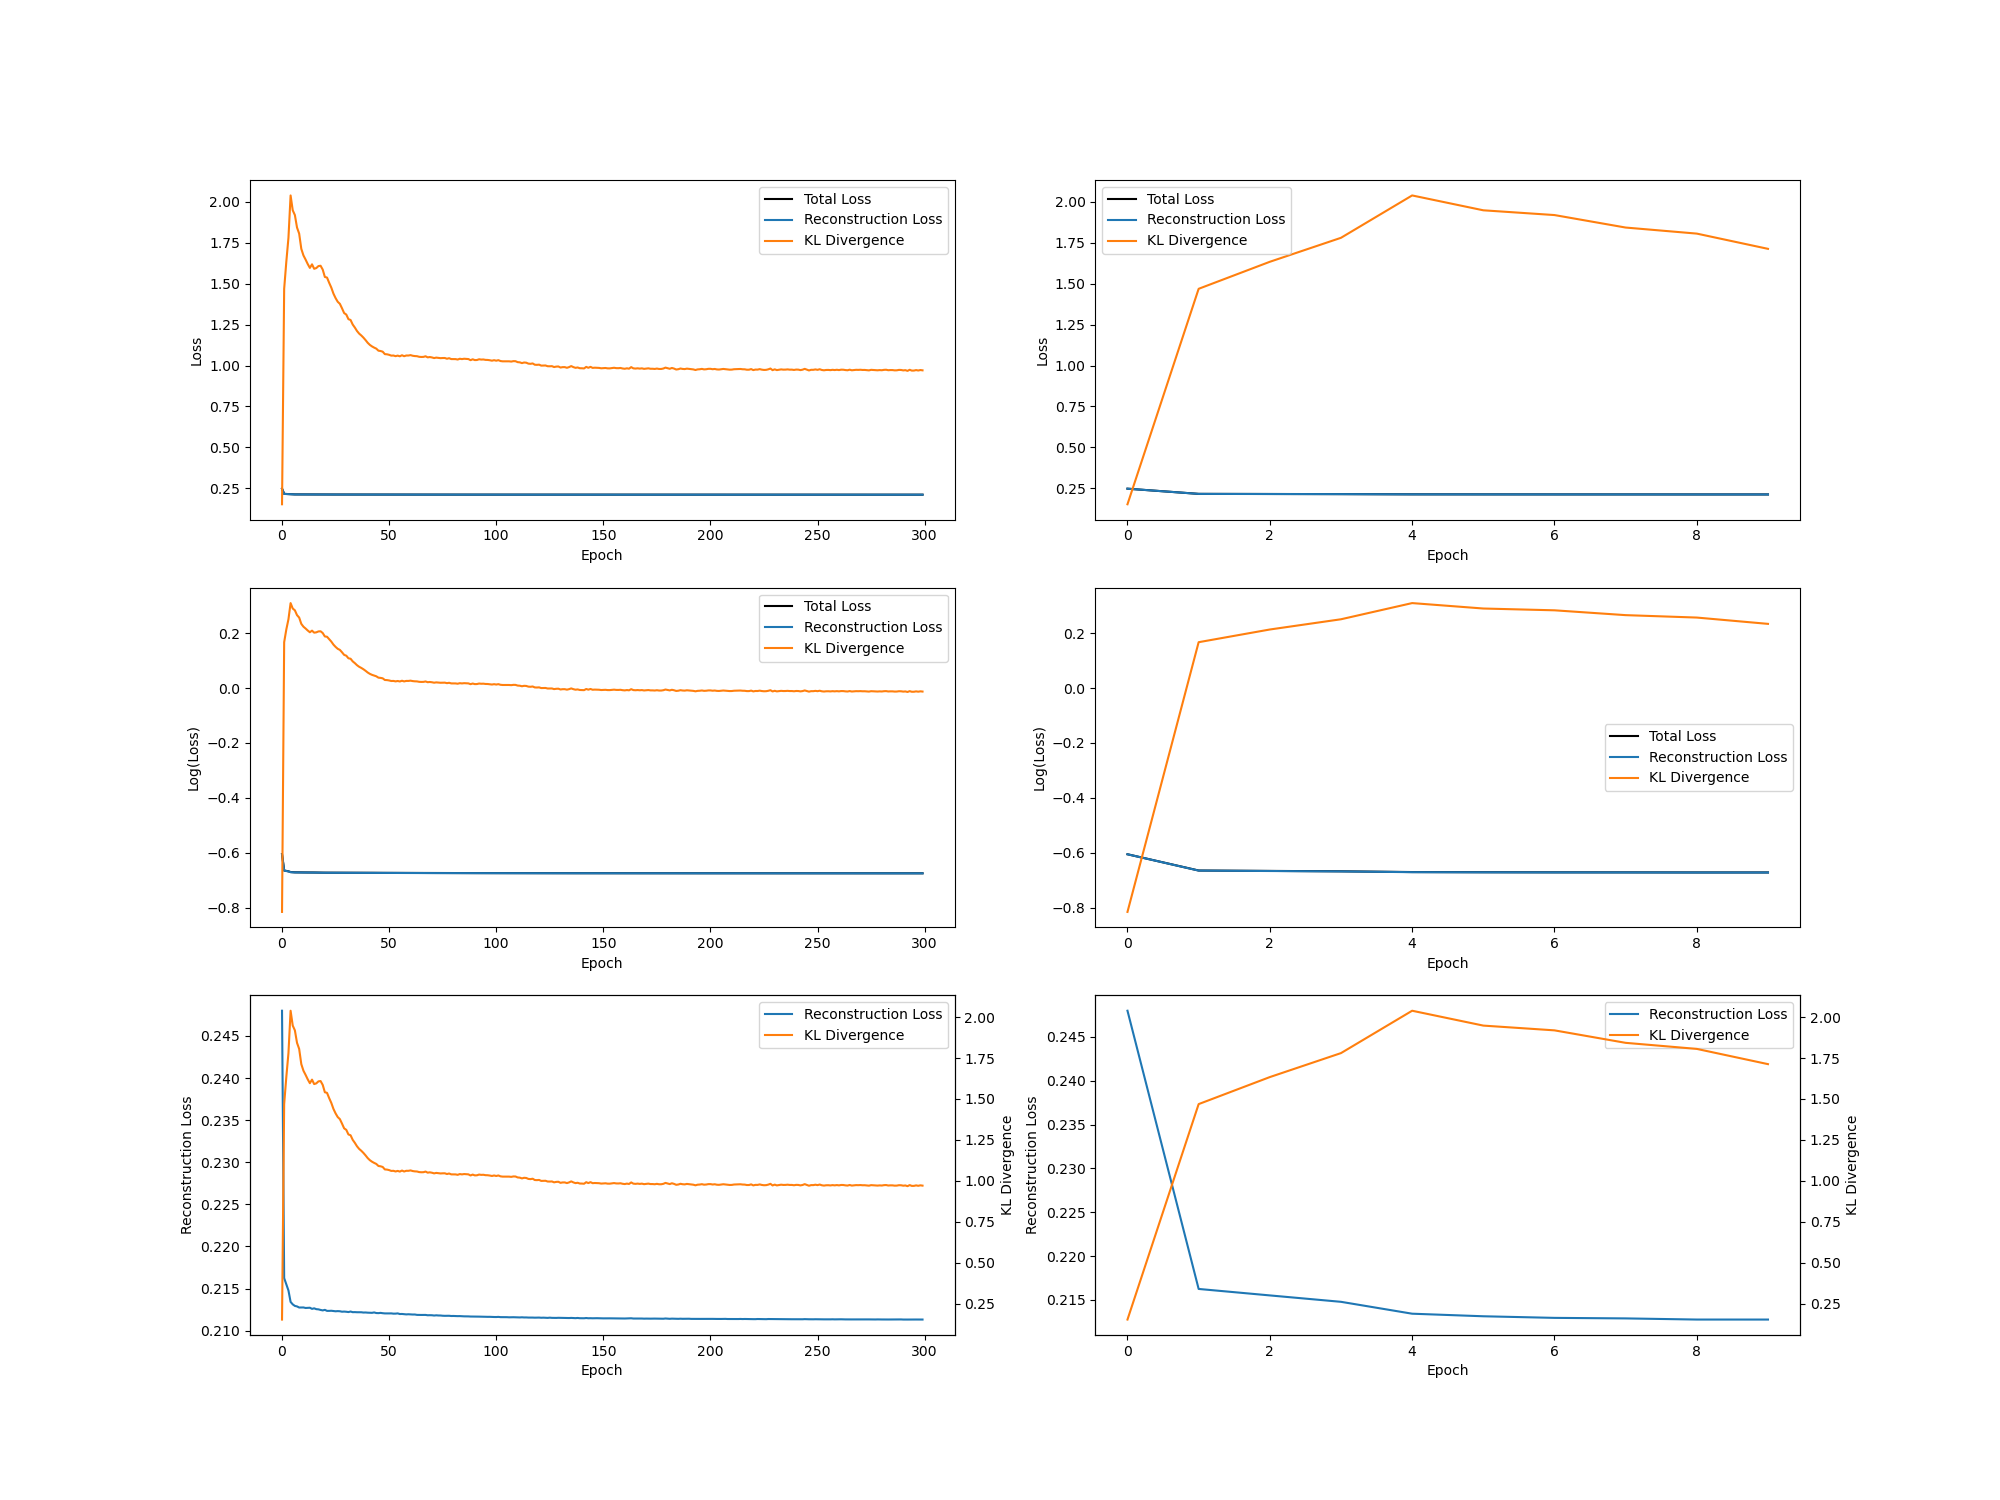 2.00
1.75
1.50
1.25
1.00
0.75
0.50
0.25
Loss
0 50 100 150 200 250 300
Epoch
Total Loss
Reconstruction Loss
KL Divergence
2.00
1.75
1.50
1.25
1.00
0.75
0.50
0.25
Loss
0 2 4 6 8
Epoch
Total Loss
Reconstruction Loss
KL Divergence
0.2
0.0
−0.2
−0.4
−0.6
−0.8
Log(Loss)
0 50 100 150 200 250 300
Epoch
Total Loss
Reconstruction Loss
KL Divergence
0.2
0.0
−0.2
−0.4
−0.6
−0.8
Log(Loss)
0 2 4 6 8
Epoch
Total Loss
Reconstruction Loss
KL Divergence
0.245
0.240
0.235
0.230
0.225
0.220
0.215
0.210
Reconstruction Loss
0 50 100 150 200 250 300
Epoch
Reconstruction Loss
KL Divergence
2.00
1.75
1.50
1.25
1.00
0.75
0.50
0.25
KL Divergence
0.245
0.240
0.235
0.230
0.225
0.220
0.215
Reconstruction Loss
0 2 4 6 8
Epoch
Reconstruction Loss
KL Divergence
2.00
1.75
1.50
1.25
1.00
0.75
0.50
0.25
KL Divergence